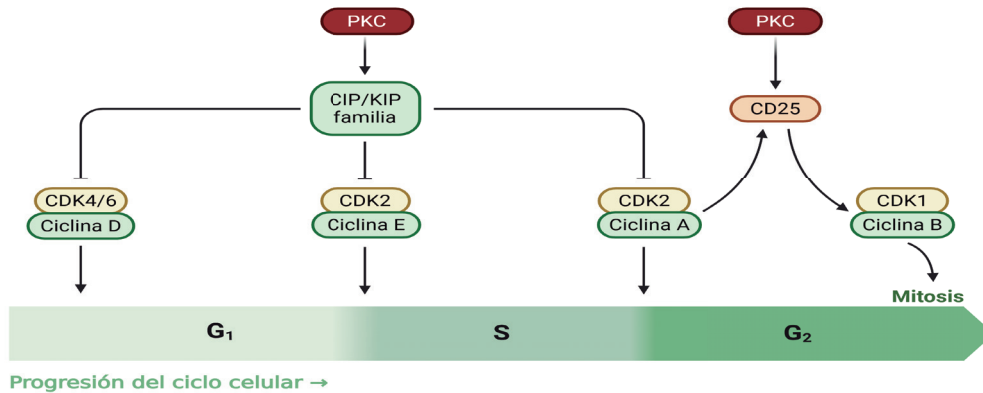 PKC
PKC
CIP/KIP
familia
CD25
CDK4/6
Ciclina D
CDK2
Ciclina E
CDK2
Ciclina A
CDK1
Ciclina B
Mitosis
G₁
S
G₂
Progresión del ciclo celular →